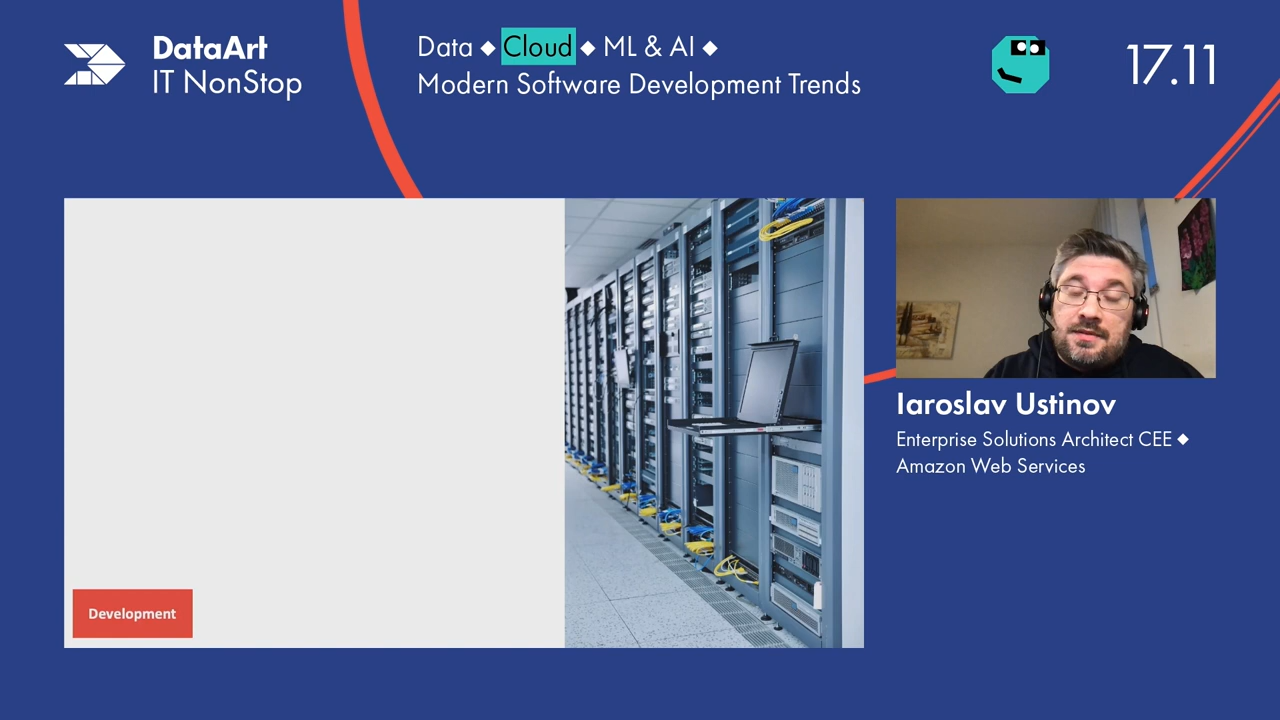 DataArt
IT NonStop
Data ◆ Cloud ◆ ML & AI ◆
Modern Software Development Trends
17.11
Development
Iaroslav Ustinov
Enterprise Solutions Architect CEE ◆
Amazon Web Services